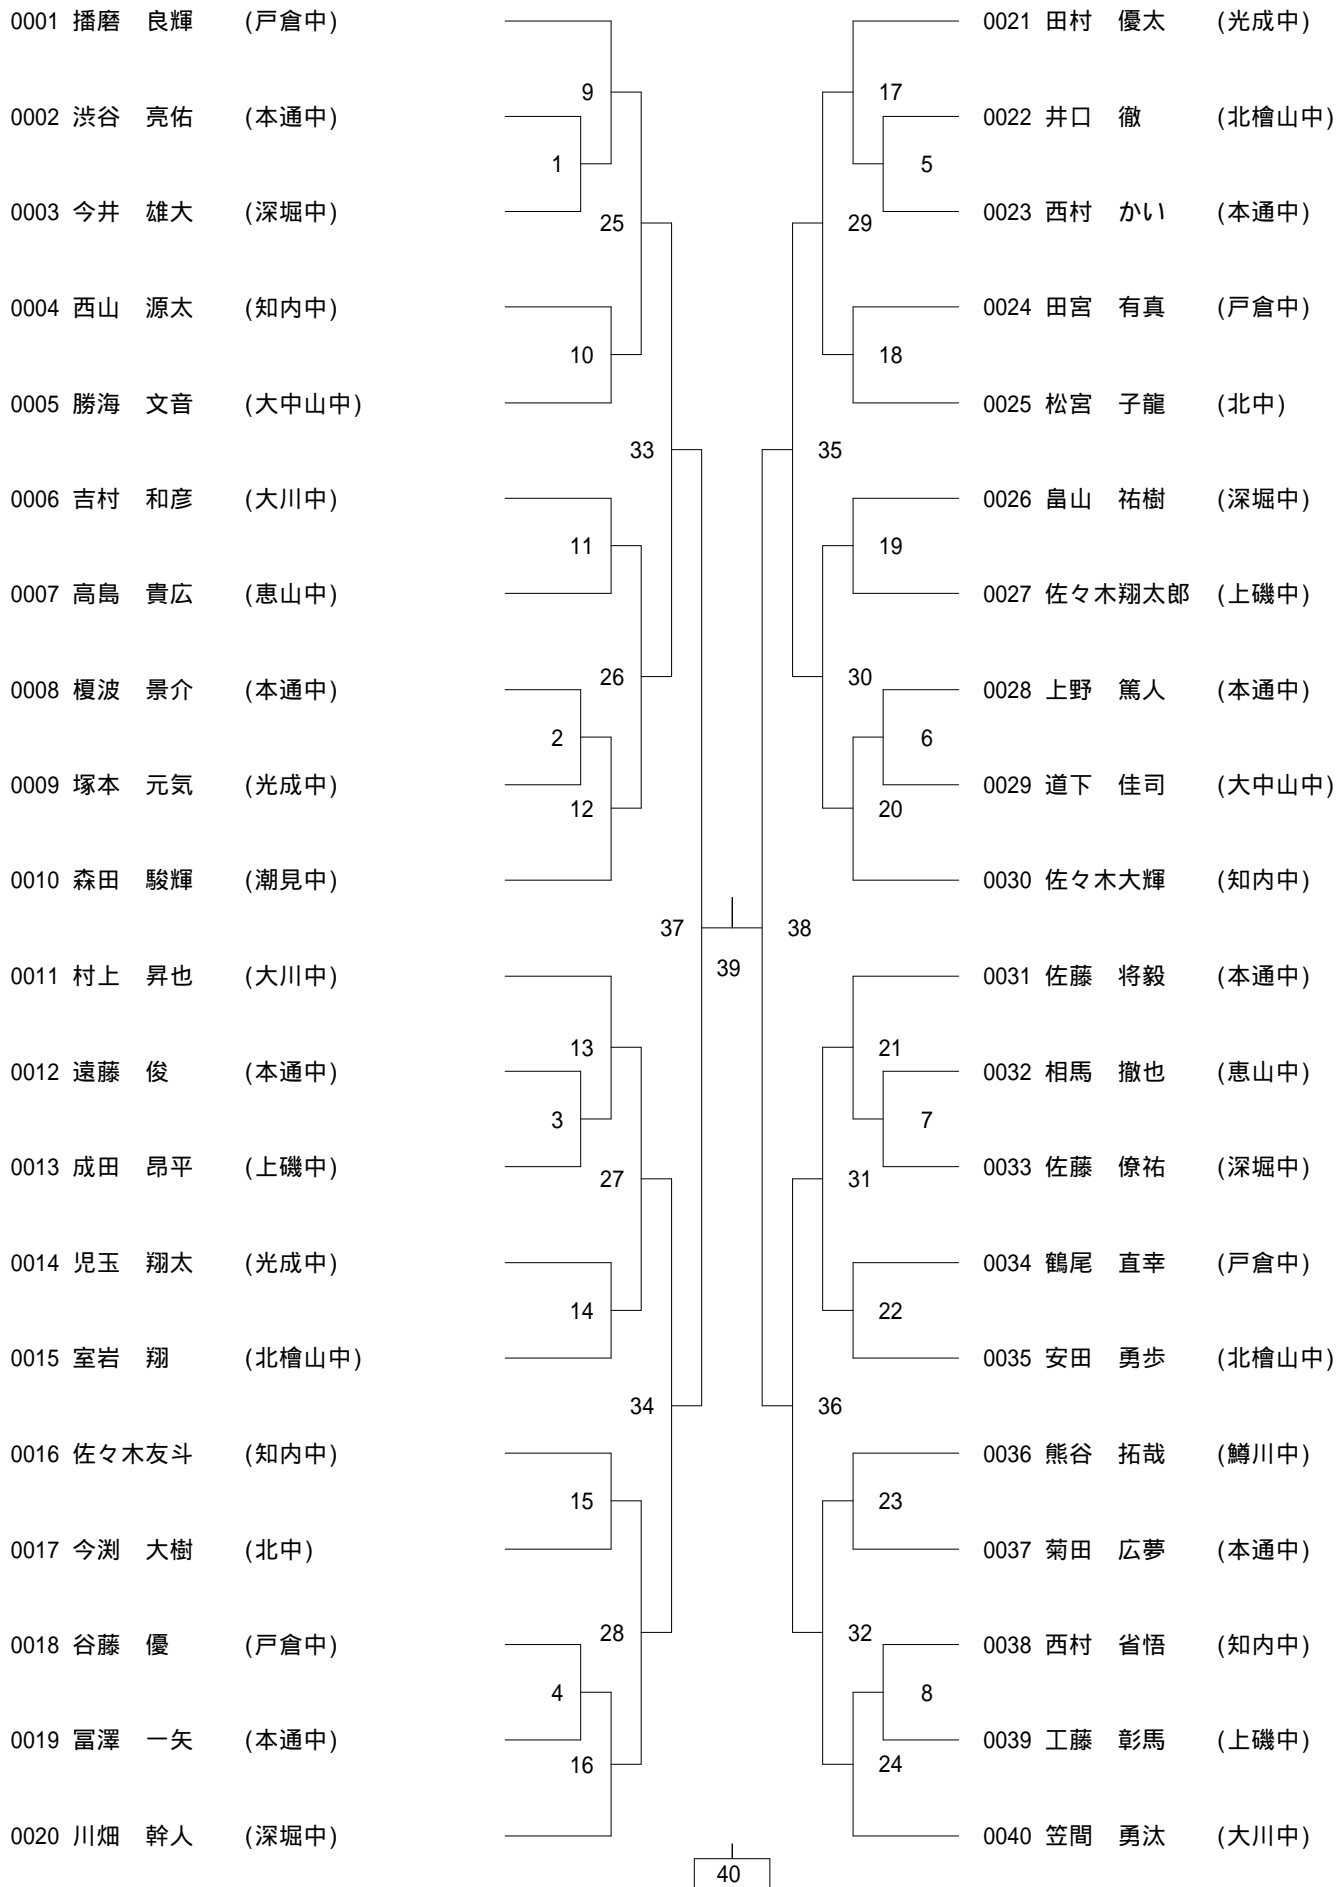 0001 播磨　良輝　(戸倉中)
9
0002 渋谷　亮佑　(本通中)
1
0003 今井　雄大　(深堀中)
25
0004 西山　源太　(知内中)
10
0005 勝海　文音　(大中山中)
33
0006 吉村　和彦　(大川中)
11
0007 高島　貴広　(恵山中)
26
0008 榎波　景介　(本通中)
2
0009 塚本　元気　(光成中)
12
0010 森田　駿輝　(潮見中)
37
0011 村上　昇也　(大川中)
13
0012 遠藤　俊　(本通中)
3
0013 成田　昂平　(上磯中)
27
0014 児玉　翔太　(光成中)
14
0015 室岩　翔　(北檜山中)
34
0016 佐々木友斗　(知内中)
15
0017 今渕　大樹　(北中)
28
0018 谷藤　優　(戸倉中)
4
0019 冨澤　一矢　(本通中)
16
0020 川畑　幹人　(深堀中)
39
40
0021 田村　優太　(光成中)
17
0022 井口　徹　(北檜山中)
5
0023 西村　かい　(本通中)
29
0024 田宮　有真　(戸倉中)
18
0025 松宮　子龍　(北中)
35
0026 畠山　祐樹　(深堀中)
19
0027 佐々木翔太郎　(上磯中)
30
0028 上野　篤人　(本通中)
6
0029 道下　佳司　(大中山中)
20
0030 佐々木大輝　(知内中)
38
0031 佐藤　将毅　(本通中)
21
0032 相馬　撤也　(恵山中)
7
0033 佐藤　僚祐　(深堀中)
31
0034 鶴尾　直幸　(戸倉中)
22
0035 安田　勇歩　(北檜山中)
36
0036 熊谷　拓哉　(鱒川中)
23
0037 菊田　広夢　(本通中)
32
0038 西村　省悟　(知内中)
8
0039 工藤　彰馬　(上磯中)
24
0040 笠間　勇汰　(大川中)